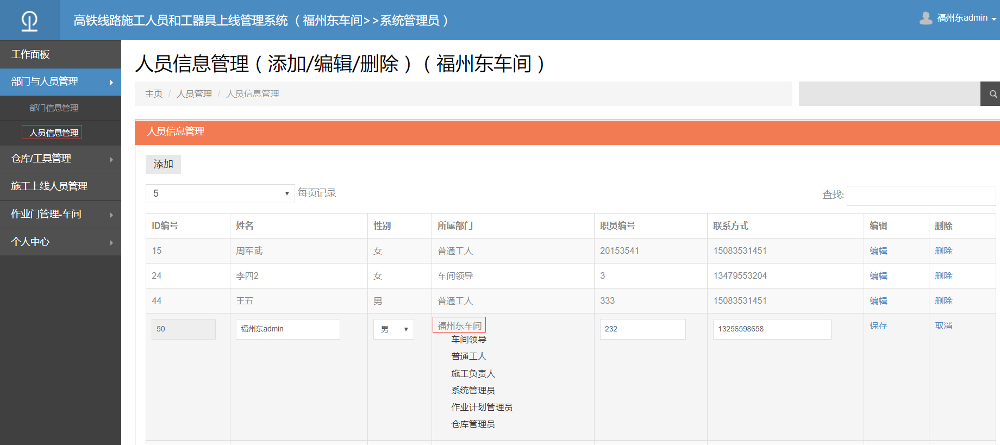 高铁线路施工人员和工器具上线管理系统（福州东车间>>系统管理员）
福州东admin
工作面板
部门与人员管理
部门信息管理
人员信息管理
仓库/工具管理
施工上线人员管理
作业门管理-车间
个人中心
人员信息管理（添加/编辑/删除）（福州东车间）
主页 / 人员管理 / 人员信息管理
人员信息管理
添加
5 每页记录
查找:
ID编号 姓名 性别 所属部门 职员编号 联系方式 编辑 删除
15 周军武 女 普通工人 20153541 15083531451 编辑 删除
24 李四2 女 车间领导 3 13479553204 编辑 删除
44 王五 男 普通工人 333 15083531451 编辑 删除
50 福州东admin 男 福州东车间 232 13256598658 保存 取消
车间领导
普通工人
施工负责人
系统管理员
作业计划管理员
仓库管理员